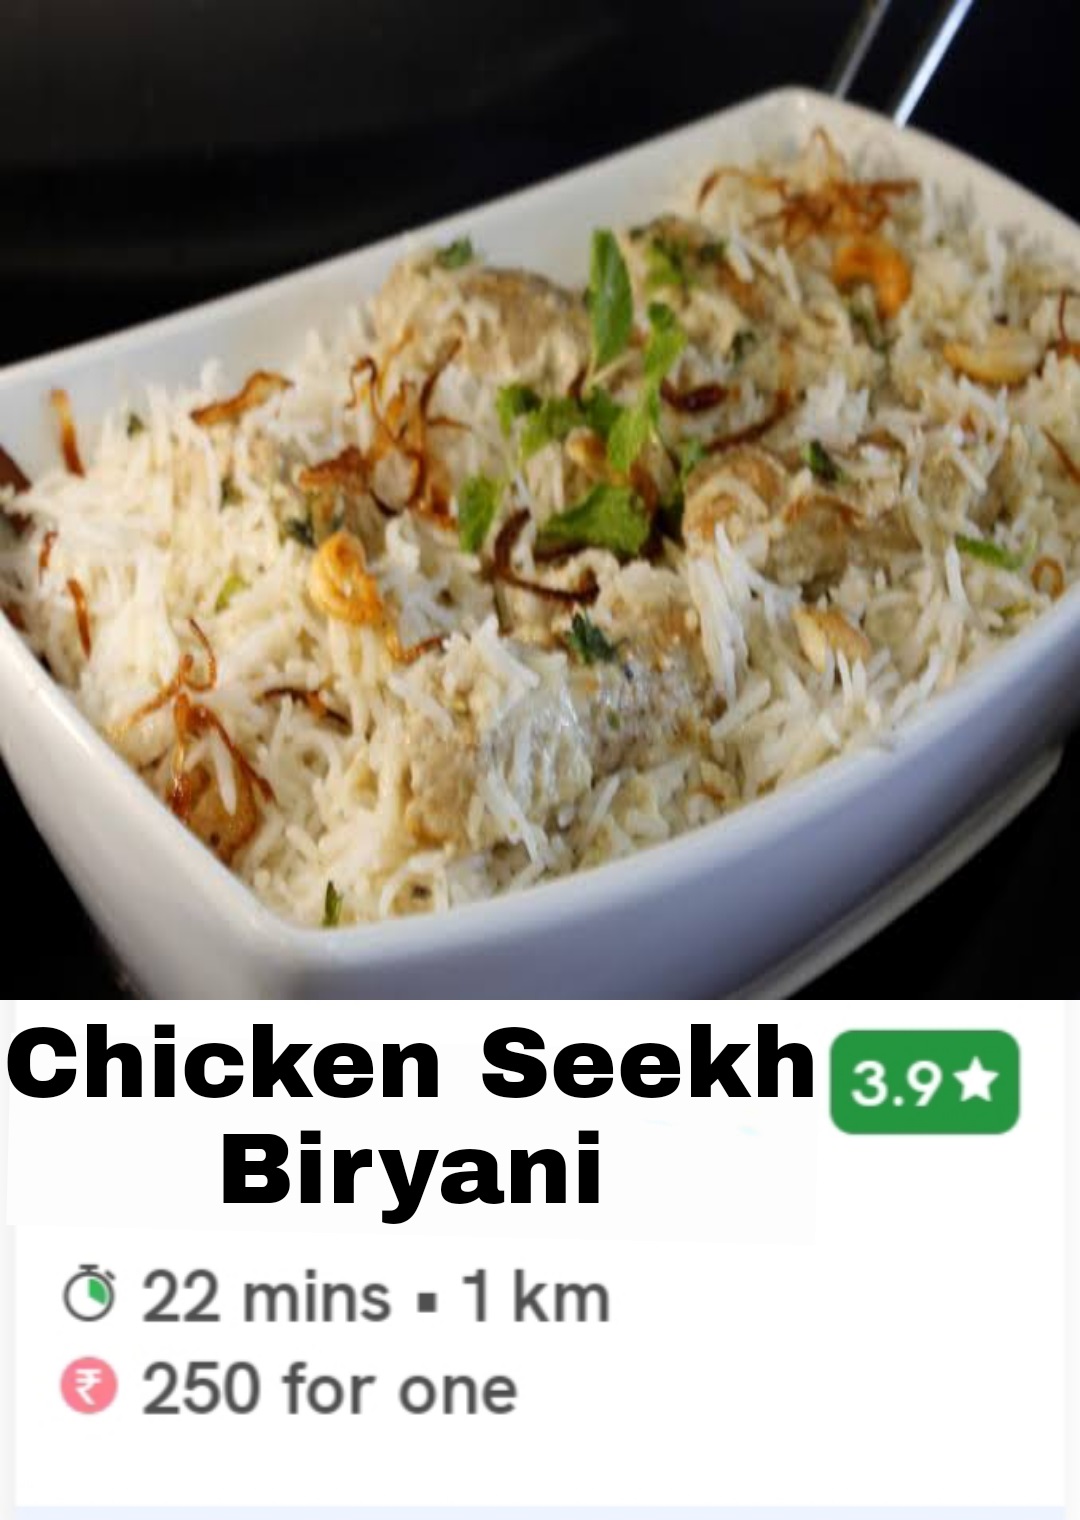 Chicken Seekh
Biryani
3.9★
22 mins ▪ 1 km
₹ 250 for one